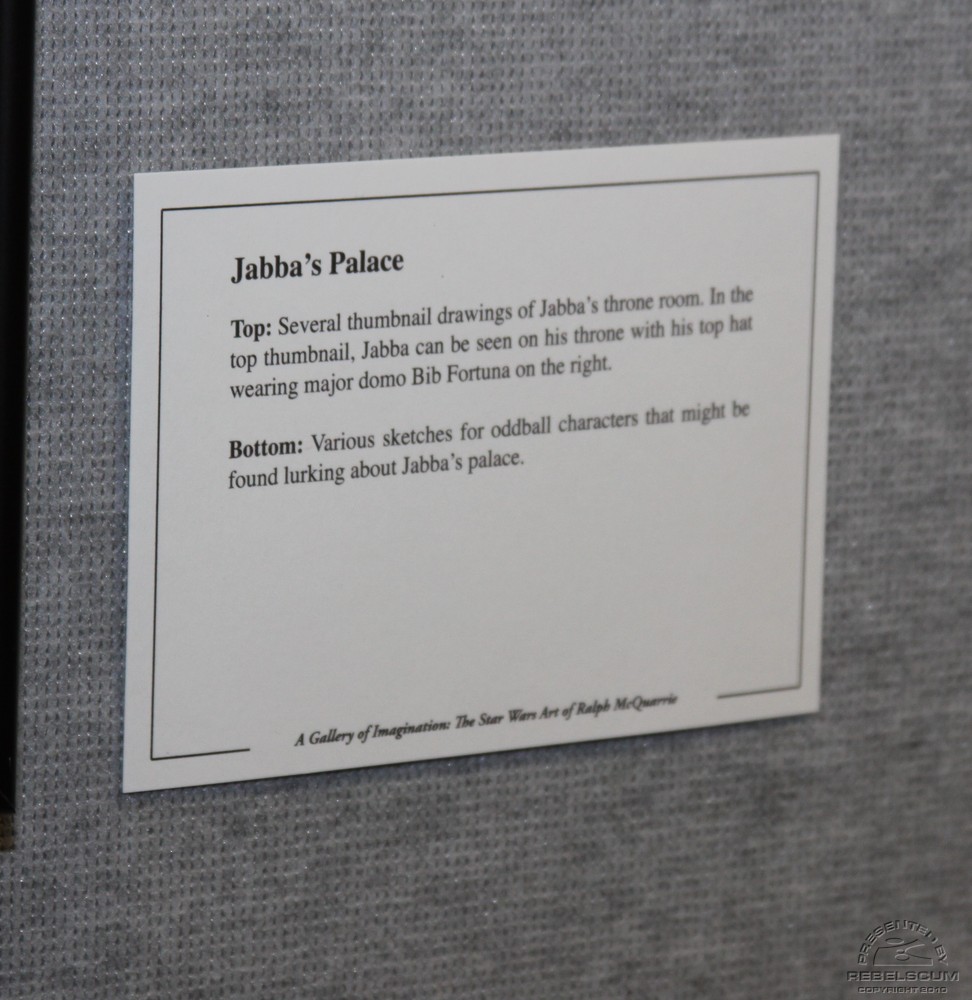 Jabba's Palace
Top: Several thumbnail drawings of Jabba's throne room. In the
top thumbnail, Jabba can be seen on his throne with his top hat
wearing major domo Bib Fortuna on the right.
Bottom: Various sketches for oddball characters that might be
found lurking about Jabba's palace.
A Gallery of Imagination: The Star Wars Art of Ralph McQuarrie
PRESENTED BY
REBELSCUM
COPYRIGHT 2010